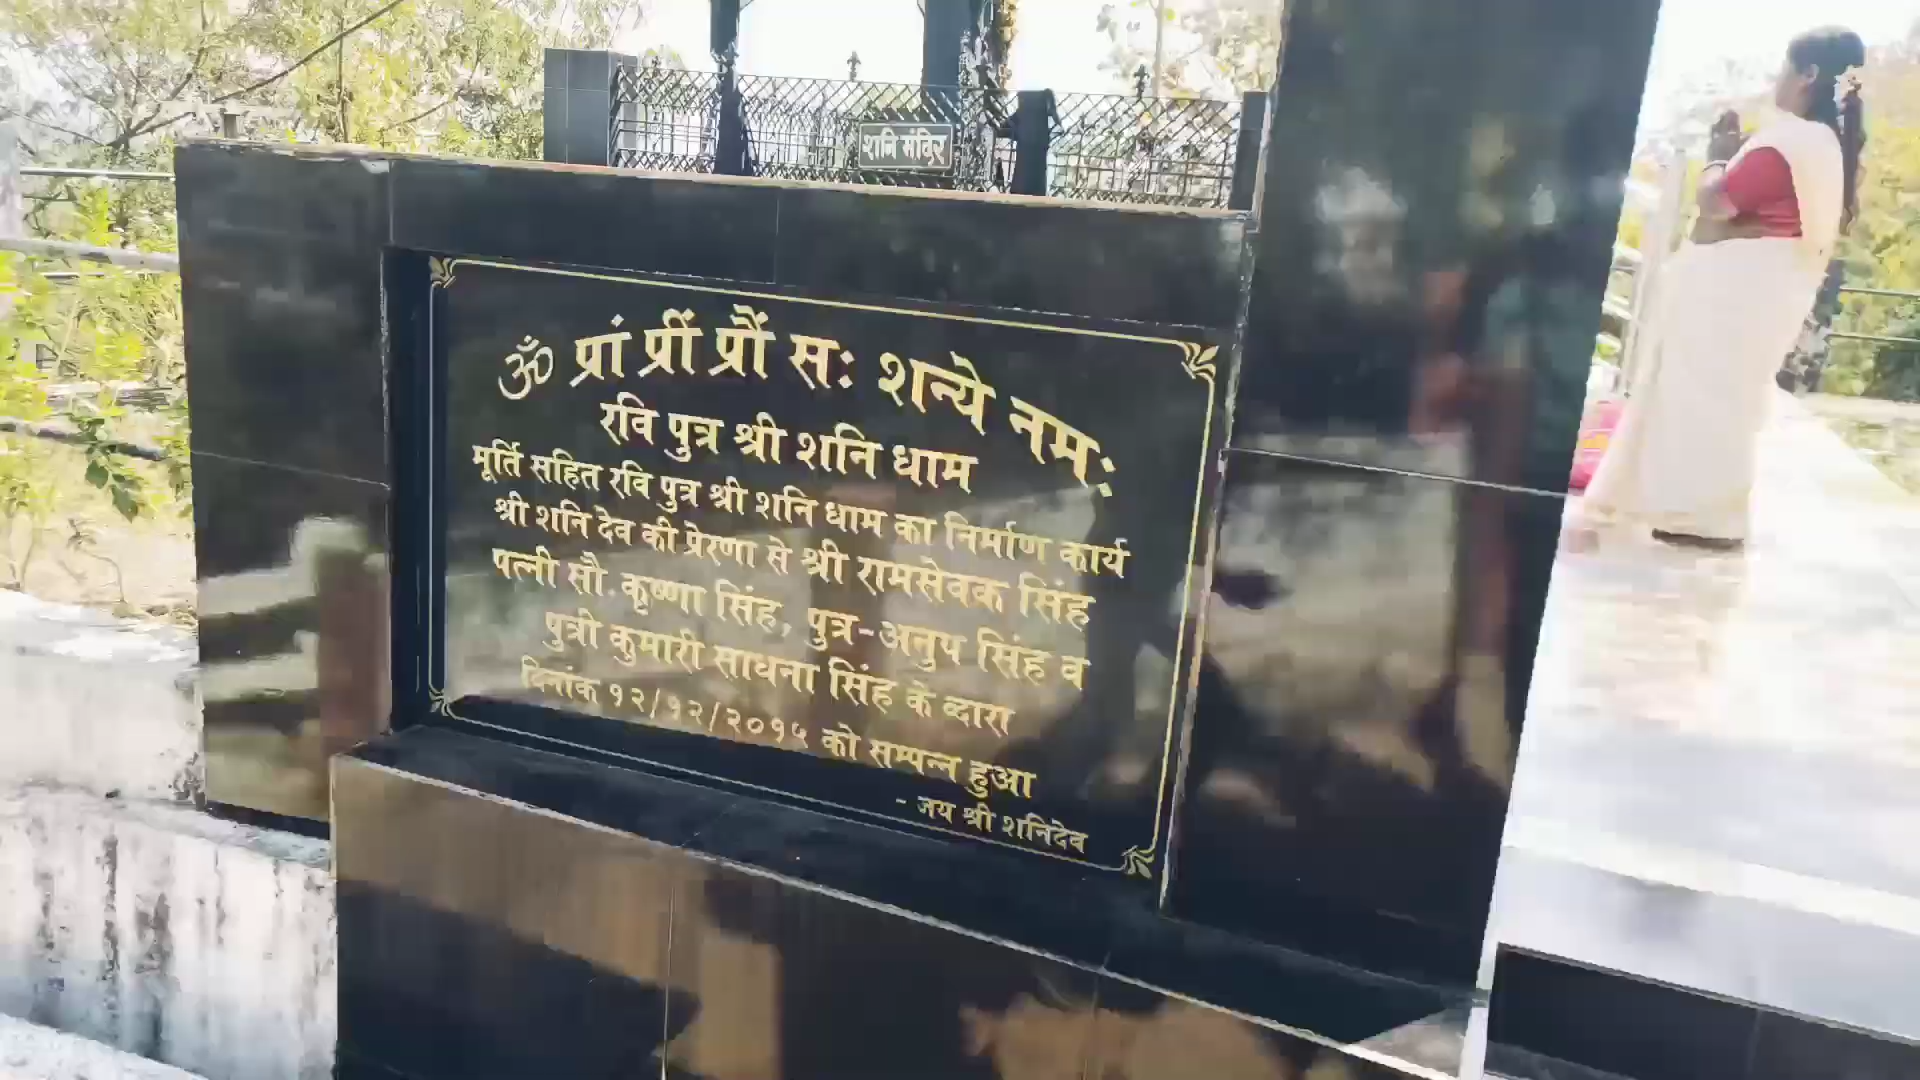 शनि मंदिर
ॐ प्रां प्रीं प्रौं सः शन्ये नमः
रवि पुत्र श्री शनि धाम
मूर्ति सहित रवि पुत्र श्री शनि धाम का निर्माण कार्य
श्री शनि देव की प्रेरणा से श्री रामसेवक सिंह
पत्नी सौ. कृष्णा सिंह, पुत्र-अनुप सिंह व
पुत्री कुमारी साधना सिंह के ब्दारा
दिनांक १२/१२/२०१५ को सम्पन्न हुआ
- जय श्री शनिदेव